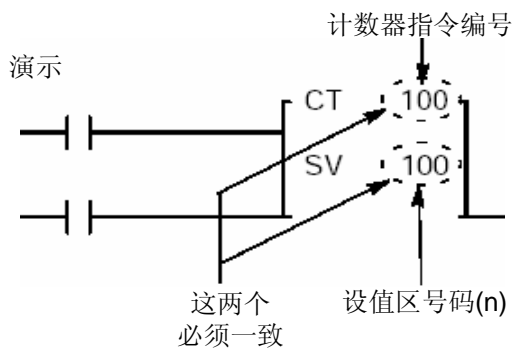 计数器指令编号
演示
CT 100
SV 100
这两个
必须一致
设值区号码(n)